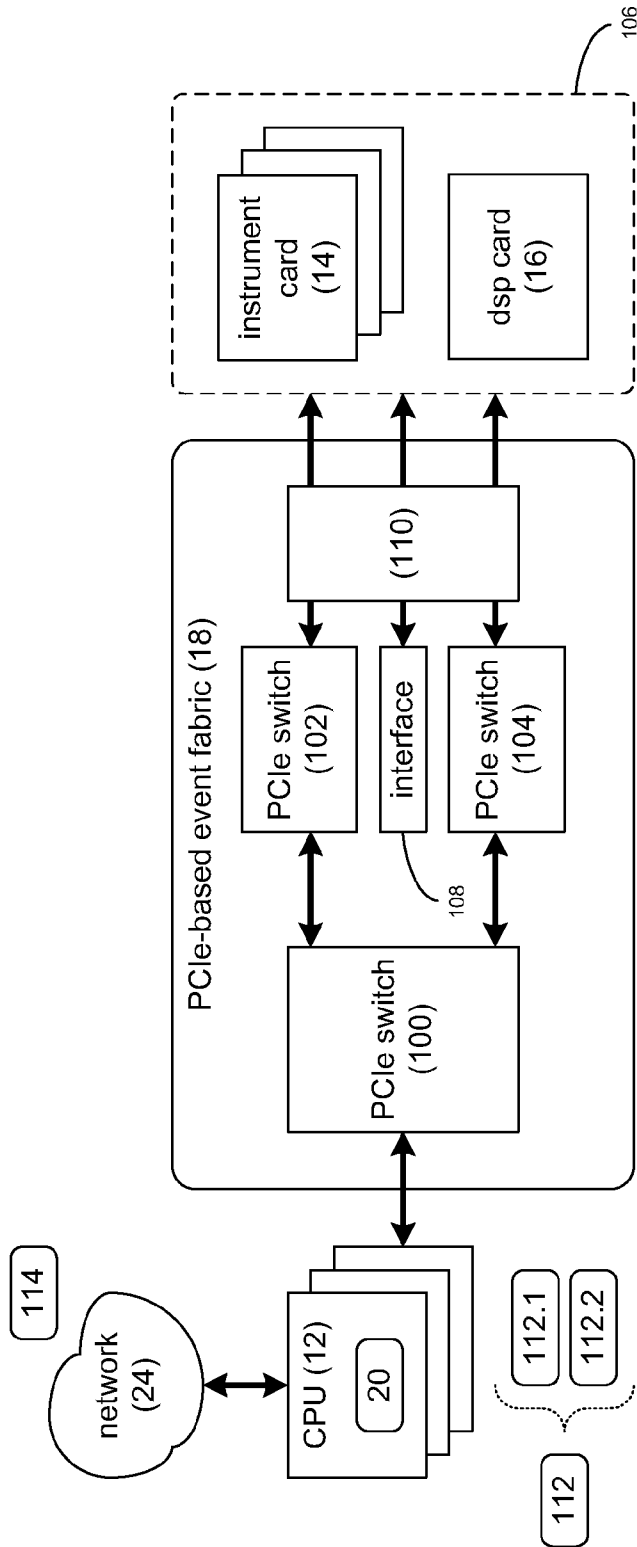 114
network
(24)
CPU (12)
20
112
112.1
112.2
PCIe-based event fabric (18)
PCIe switch
(100)
PCIe switch
(102)
interface
108
PCIe switch
(104)
(110)
instrument
card
(14)
dsp card
(16)
106